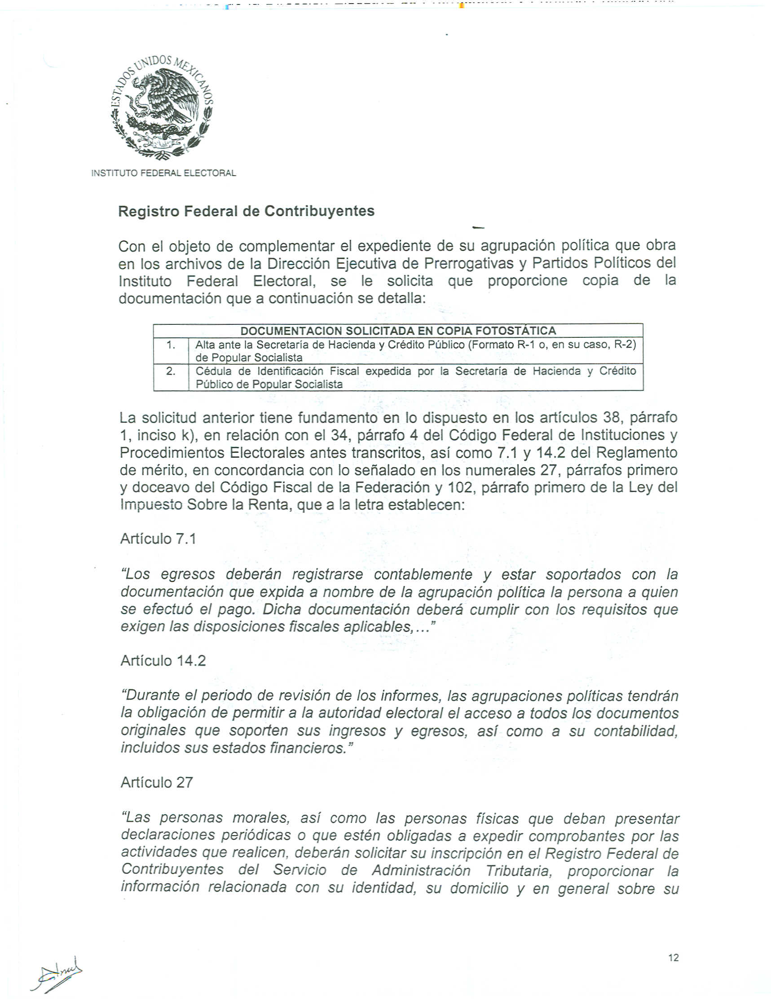 ESTADOS UNIDOS MEXICANOS
INSTITUTO FEDERAL ELECTORAL
Registro Federal de Contribuyentes
Con el objeto de complementar el expediente de su agrupación política que obra
en los archivos de la Dirección Ejecutiva de Prerrogativas y Partidos Políticos del
Instituto Federal Electoral, se le solicita que proporcione copia de la
documentación que a continuación se detalla:
DOCUMENTACION SOLICITADA EN COPIA FOTOSTÁTICA
1. Alta ante la Secretaría de Hacienda y Crédito Público (Formato R-1 o, en su caso, R-2)
de Popular Socialista
2. Cédula de Identificación Fiscal expedida por la Secretaría de Hacienda y Crédito
Público de Popular Socialista
La solicitud anterior tiene fundamento en lo dispuesto en los artículos 38, párrafo
1, inciso k), en relación con el 34, párrafo 4 del Código Federal de Instituciones y
Procedimientos Electorales antes transcritos, así como 7.1 y 14.2 del Reglamento
de mérito, en concordancia con lo señalado en los numerales 27, párrafos primero
y doceavo del Código Fiscal de la Federación y 102, párrafo primero de la Ley del
Impuesto Sobre la Renta, que a la letra establecen:
Artículo 7.1
“Los egresos deberán registrarse contablemente y estar soportados con la
documentación que expida a nombre de la agrupación política la persona a quien
se efectuó el pago. Dicha documentación deberá cumplir con los requisitos que
exigen las disposiciones fiscales aplicables,...”
Artículo 14.2
“Durante el periodo de revisión de los informes, las agrupaciones políticas tendrán
la obligación de permitir a la autoridad electoral el acceso a todos los documentos
originales que soporten sus ingresos y egresos, así como a su contabilidad,
incluidos sus estados financieros.”
Artículo 27
“Las personas morales, así como las personas físicas que deban presentar
declaraciones periódicas o que estén obligadas a expedir comprobantes por las
actividades que realicen, deberán solicitar su inscripción en el Registro Federal de
Contribuyentes del Servicio de Administración Tributaria, proporcionar la
información relacionada con su identidad, su domicilio y en general sobre su
12